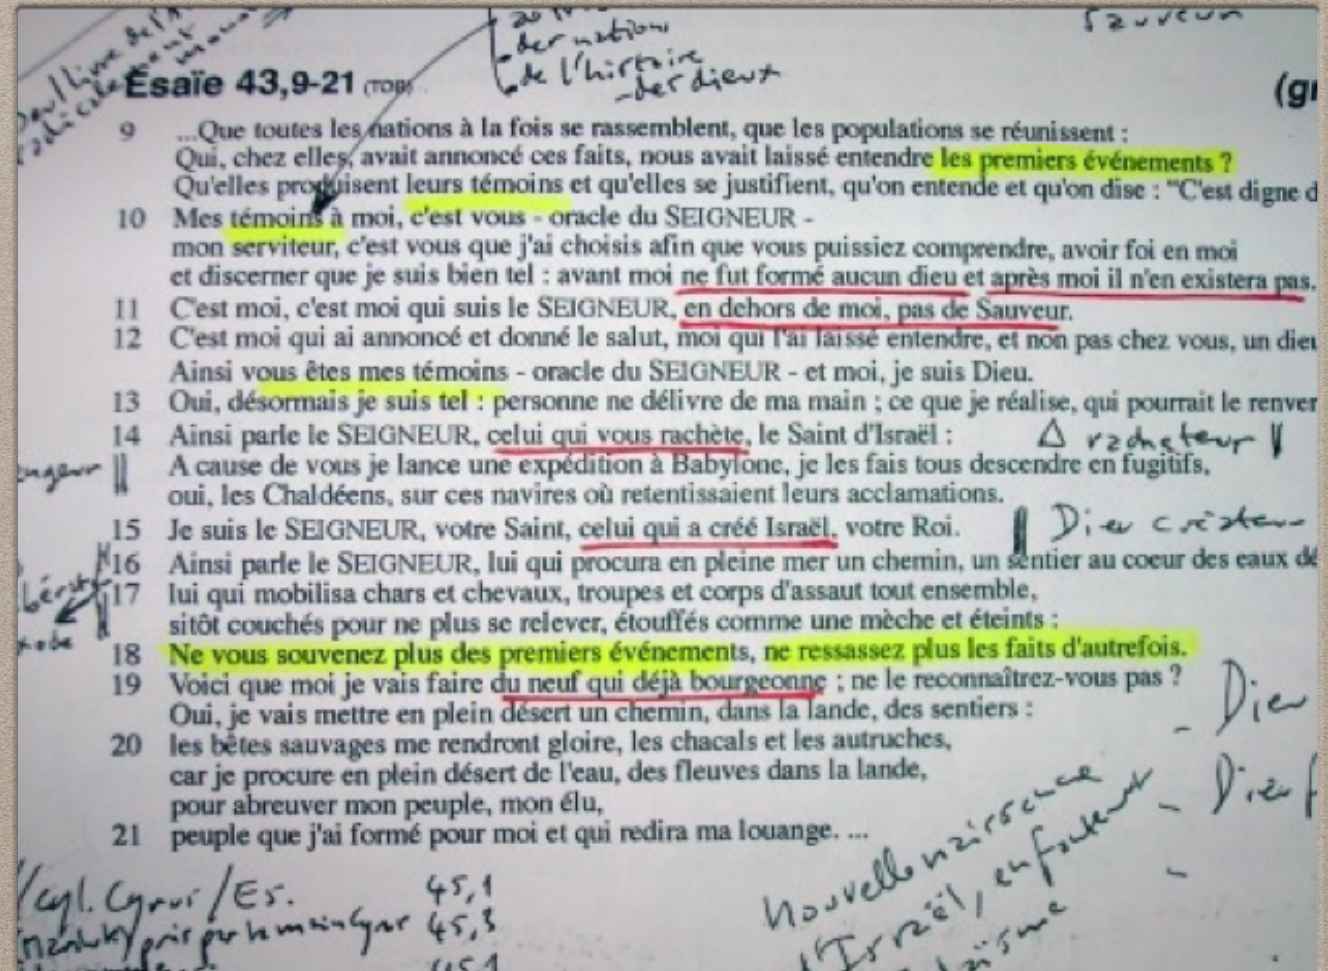 Sauveur
der nation
de l'histoire
-der dieux
Ésaïe 43,9-21 (TOB)
9 ...Que toutes les nations à la fois se rassemblent, que les populations se réunissent :
Qui, chez elles, avait annoncé ces faits, nous avait laissé entendre les premiers événements ?
Qu'elles produisent leurs témoins et qu'elles se justifient, qu'on entende et qu'on dise : "C'est digne d
10 Mes témoins à moi, c'est vous - oracle du SEIGNEUR -
mon serviteur, c'est vous que j'ai choisis afin que vous puissiez comprendre, avoir foi en moi
et discerner que je suis bien tel : avant moi ne fut formé aucun dieu et après moi il n'en existera pas.
11 C'est moi, c'est moi qui suis le SEIGNEUR, en dehors de moi, pas de Sauveur.
12 C'est moi qui ai annoncé et donné le salut, moi qui l'ai laissé entendre, et non pas chez vous, un dieu
Ainsi vous êtes mes témoins - oracle du SEIGNEUR - et moi, je suis Dieu.
13 Oui, désormais je suis tel : personne ne délivre de ma main ; ce que je réalise, qui pourrait le renver
14 Ainsi parle le SEIGNEUR, celui qui vous rachète, le Saint d'Israël :
A cause de vous je lance une expédition à Babylone, je les fais tous descendre en fugitifs,
oui, les Chaldéens, sur ces navires où retentissaient leurs acclamations.
15 Je suis le SEIGNEUR, votre Saint, celui qui a créé Israël, votre Roi. Dieu créateur
16 Ainsi parle le SEIGNEUR, lui qui procura en pleine mer un chemin, un sentier au coeur des eaux dé
17 lui qui mobilisa chars et chevaux, troupes et corps d'assaut tout ensemble,
sitôt couchés pour ne plus se relever, étouffés comme une mèche et éteints :
18 Ne vous souvenez plus des premiers événements, ne ressassez plus les faits d'autrefois.
19 Voici que moi je vais faire du neuf qui déjà bourgeonne ; ne le reconnaîtrez-vous pas ?
Oui, je vais mettre en plein désert un chemin, dans la lande, des sentiers :
- Dieu
20 les bêtes sauvages me rendront gloire, les chacals et les autruches,
car je procure en plein désert de l'eau, des fleuves dans la lande,
- Dieu f
pour abreuver mon peuple, mon élu,
21 peuple que j'ai formé pour moi et qui redira ma louange. ...
Nouvelle naissance
d'Israël, enfantement
/cyl. Cyrus/Es. 45,1
45,3
45,1